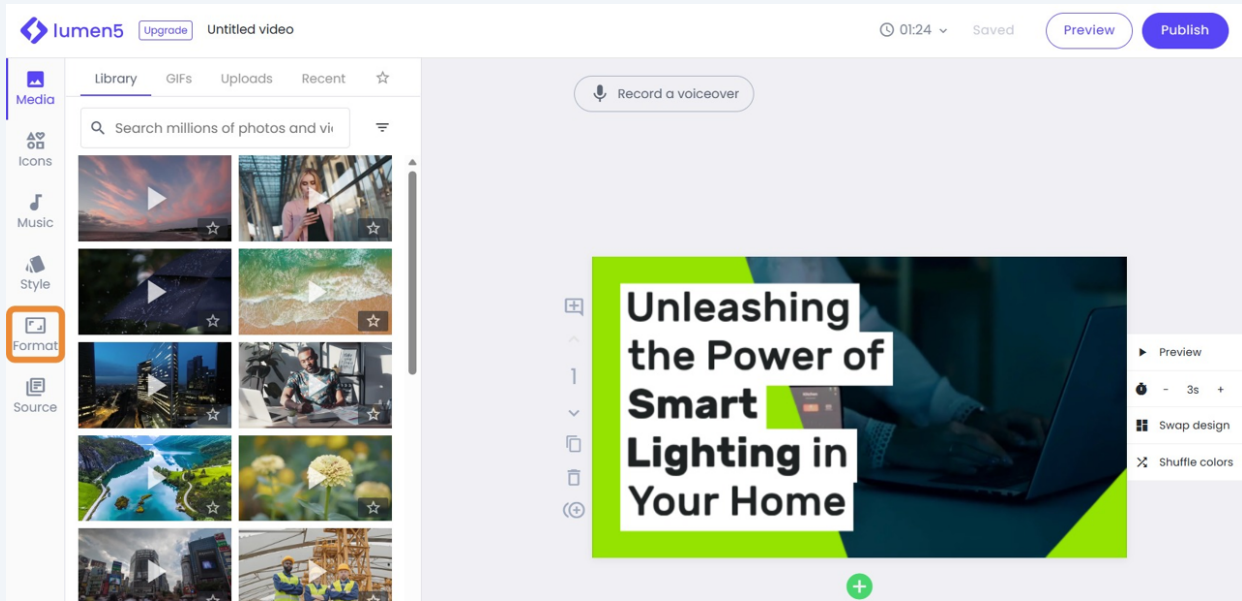 lumen5 Upgrade Untitled video 01:24 Saved Preview Publish
Media
Icons
Music
Style
Format
Source
Library GIFs Uploads Recent
Search millions of photos and vi
Record a voiceover
1
Unleashing
the Power of
Smart
Lighting in
Your Home
Preview
- 3s +
Swap design
Shuffle colors